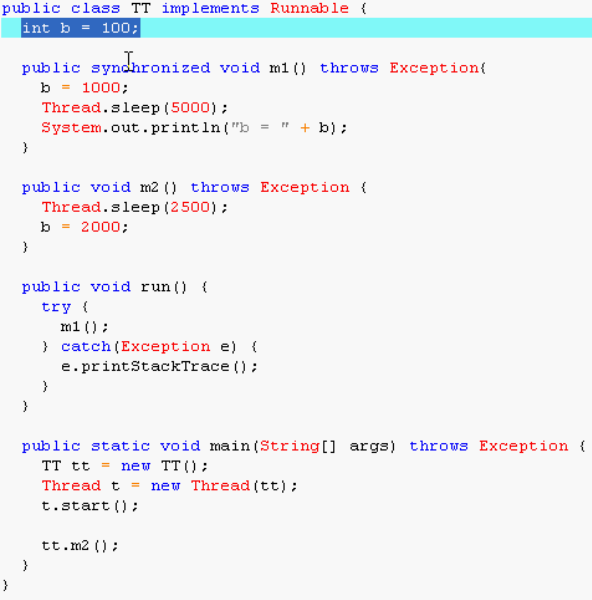 public class TT implements Runnable {
  int b = 100;

  public synchronized void m1() throws Exception{
    b = 1000;
    Thread.sleep(5000);
    System.out.println("b = " + b);
  }

  public void m2() throws Exception {
    Thread.sleep(2500);
    b = 2000;
  }

  public void run() {
    try {
      m1();
    } catch(Exception e) {
      e.printStackTrace();
    }
  }

  public static void main(String[] args) throws Exception {
    TT tt = new TT();
    Thread t = new Thread(tt);
    t.start();

    tt.m2();
  }
}